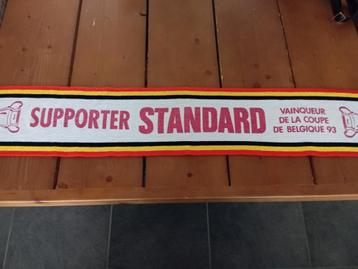 SUPPORTER STANDARD
VAINQUEUR
DE LA COUPE
DE BELGIQUE 93